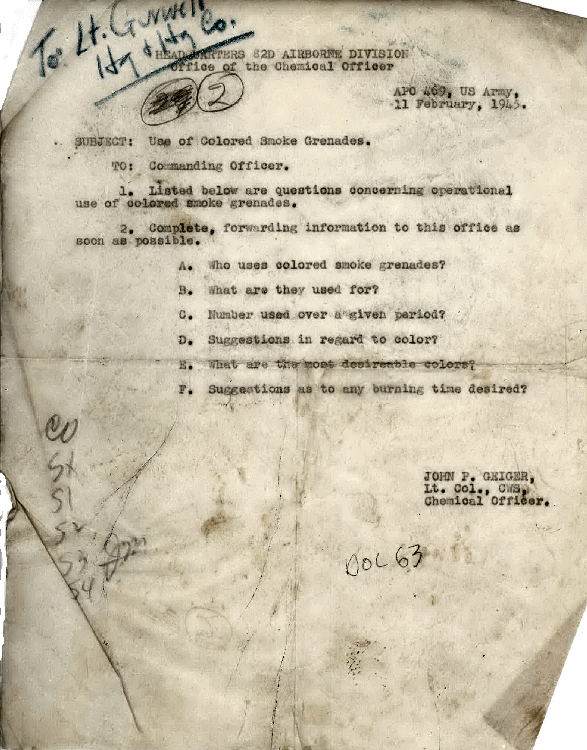 To: Lt. Gurwell
Hq & Hq Co.
HEADQUARTERS 82D AIRBORNE DIVISION
Office of the Chemical Officer
2
APO 469, US Army,
11 February, 1945.
SUBJECT: Use of Colored Smoke Grenades.
TO: Commanding Officer.
1. Listed below are questions concerning operational
use of colored smoke grenades.
2. Complete, forwarding information to this office as
soon as possible.
A. Who uses colored smoke grenades?
B. What are they used for?
C. Number used over a given period?
D. Suggestions in regard to color?
E. What are the most desireable colors?
F. Suggestions as to any burning time desired?
CO
SX
S1
S2
S3
S4
JOHN P. GEIGER,
Lt. Col., CWS,
Chemical Officer.
DOC 63